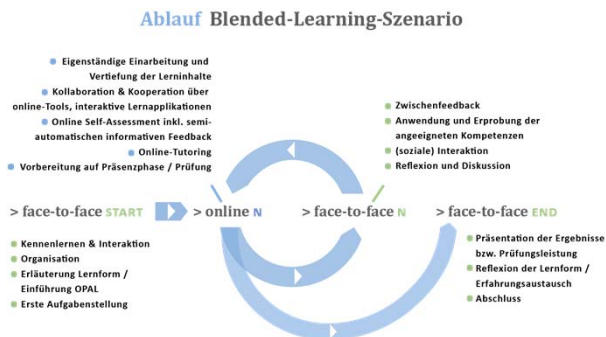 Ablauf Blended-Learning-Szenario
Eigenständige Einarbeitung und
Vertiefung der Lerninhalte
Kollaboration & Kooperation über
online-Tools, interaktive Lernapplikationen
Online Self-Assessment inkl. semi-
automatischen informativen Feedback
Online-Tutoring
Vorbereitung auf Präsenzphase / Prüfung
Zwischenfeedback
Anwendung und Erprobung der
angeeigneten Kompetenzen
(soziale) Interaktion
Reflexion und Diskussion
> face-to-face START
> online N
> face-to-face N
> face-to-face END
Kennenlernen & Interaktion
Organisation
Erläuterung Lernform /
Einführung OPAL
Erste Aufgabenstellung
Präsentation der Ergebnisse
bzw. Prüfungsleistung
Reflexion der Lernform /
Erfahrungsaustausch
Abschluss